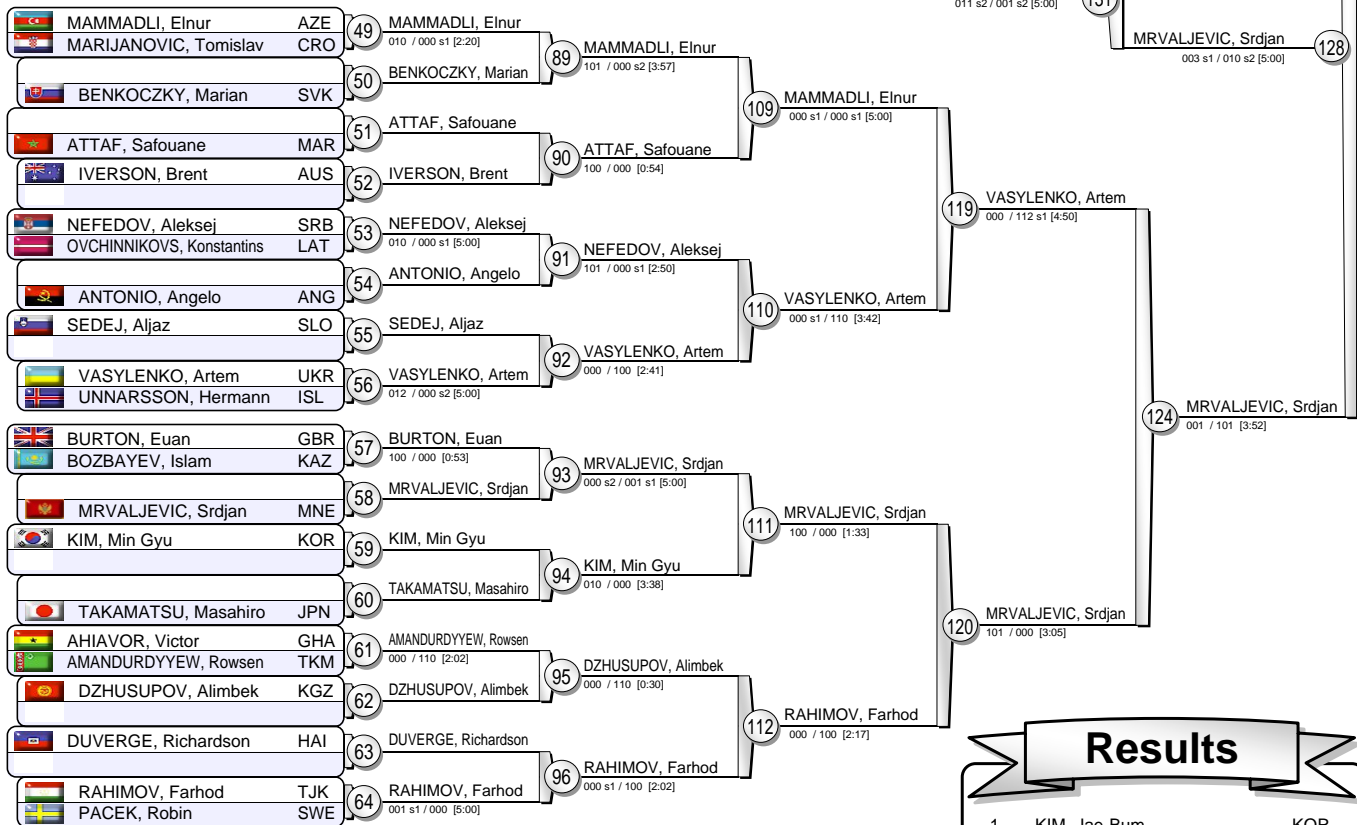 011 s2 / 001 s2 [5:00]
MRVALJEVIC, Srdjan
128
003 s1 / 010 s2 [5:00]
MAMMADLI, Elnur AZE
MARIJANOVIC, Tomislav CRO
49
MAMMADLI, Elnur
010 / 000 s1 [2:20]
BENKOCZKY, Marian SVK
50
BENKOCZKY, Marian
89
MAMMADLI, Elnur
101 / 000 s2 [3:57]
ATTAF, Safouane MAR
51
ATTAF, Safouane
IVERSON, Brent AUS
52
IVERSON, Brent
90
ATTAF, Safouane
100 / 000 [0:54]
109
MAMMADLI, Elnur
000 s1 / 000 s1 [5:00]
NEFEDOV, Aleksej SRB
OVCHINNIKOVS, Konstantins LAT
53
NEFEDOV, Aleksej
010 / 000 s1 [5:00]
ANTONIO, Angelo ANG
54
ANTONIO, Angelo
91
NEFEDOV, Aleksej
101 / 000 s1 [2:50]
SEDEJ, Aljaz SLO
55
SEDEJ, Aljaz
VASYLENKO, Artem UKR
UNNARSSON, Hermann ISL
56
VASYLENKO, Artem
012 / 000 s2 [5:00]
92
VASYLENKO, Artem
000 / 100 [2:41]
110
VASYLENKO, Artem
000 s1 / 110 [3:42]
119
VASYLENKO, Artem
000 / 112 s1 [4:50]
BURTON, Euan GBR
BOZBAYEV, Islam KAZ
57
BURTON, Euan
100 / 000 [0:53]
MRVALJEVIC, Srdjan MNE
58
MRVALJEVIC, Srdjan
93
MRVALJEVIC, Srdjan
000 s2 / 001 s1 [5:00]
KIM, Min Gyu KOR
59
KIM, Min Gyu
TAKAMATSU, Masahiro JPN
60
TAKAMATSU, Masahiro
94
KIM, Min Gyu
010 / 000 [3:38]
111
MRVALJEVIC, Srdjan
100 / 000 [1:33]
AHIAVOR, Victor GHA
AMANDURDYYEW, Rowsen TKM
61
AMANDURDYYEW, Rowsen
000 / 110 [2:02]
DZHUSUPOV, Alimbek KGZ
62
DZHUSUPOV, Alimbek
95
DZHUSUPOV, Alimbek
000 / 110 [0:30]
DUVERGE, Richardson HAI
63
DUVERGE, Richardson
RAHIMOV, Farhod TJK
PACEK, Robin SWE
64
RAHIMOV, Farhod
001 s1 / 000 [5:00]
96
RAHIMOV, Farhod
000 s1 / 100 [2:02]
112
RAHIMOV, Farhod
000 / 100 [2:17]
120
MRVALJEVIC, Srdjan
101 / 000 [3:05]
124
MRVALJEVIC, Srdjan
001 / 101 [3:52]
Results